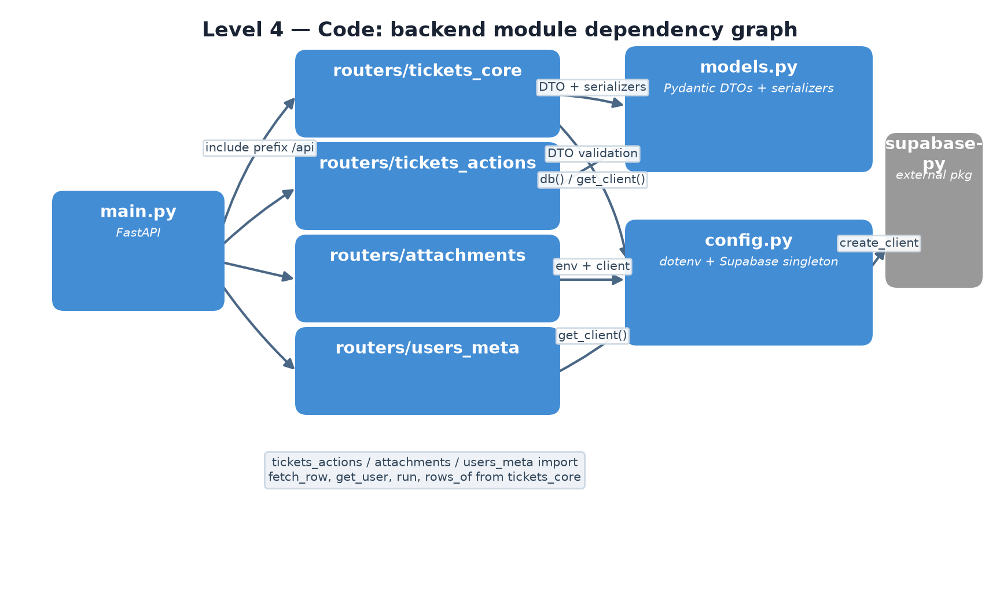 Level 4 — Code: backend module dependency graph
routers/tickets_core
models.py
Pydantic DTOs + serializers
DTO + serializers
include prefix /api
routers/tickets_actions
DTO validation
db() / get_client()
supabase-
py
external pkg
main.py
FastAPI
routers/attachments
env + client
config.py
dotenv + Supabase singleton
create_client
routers/users_meta
get_client()
tickets_actions / attachments / users_meta import
fetch_row, get_user, run, rows_of from tickets_core